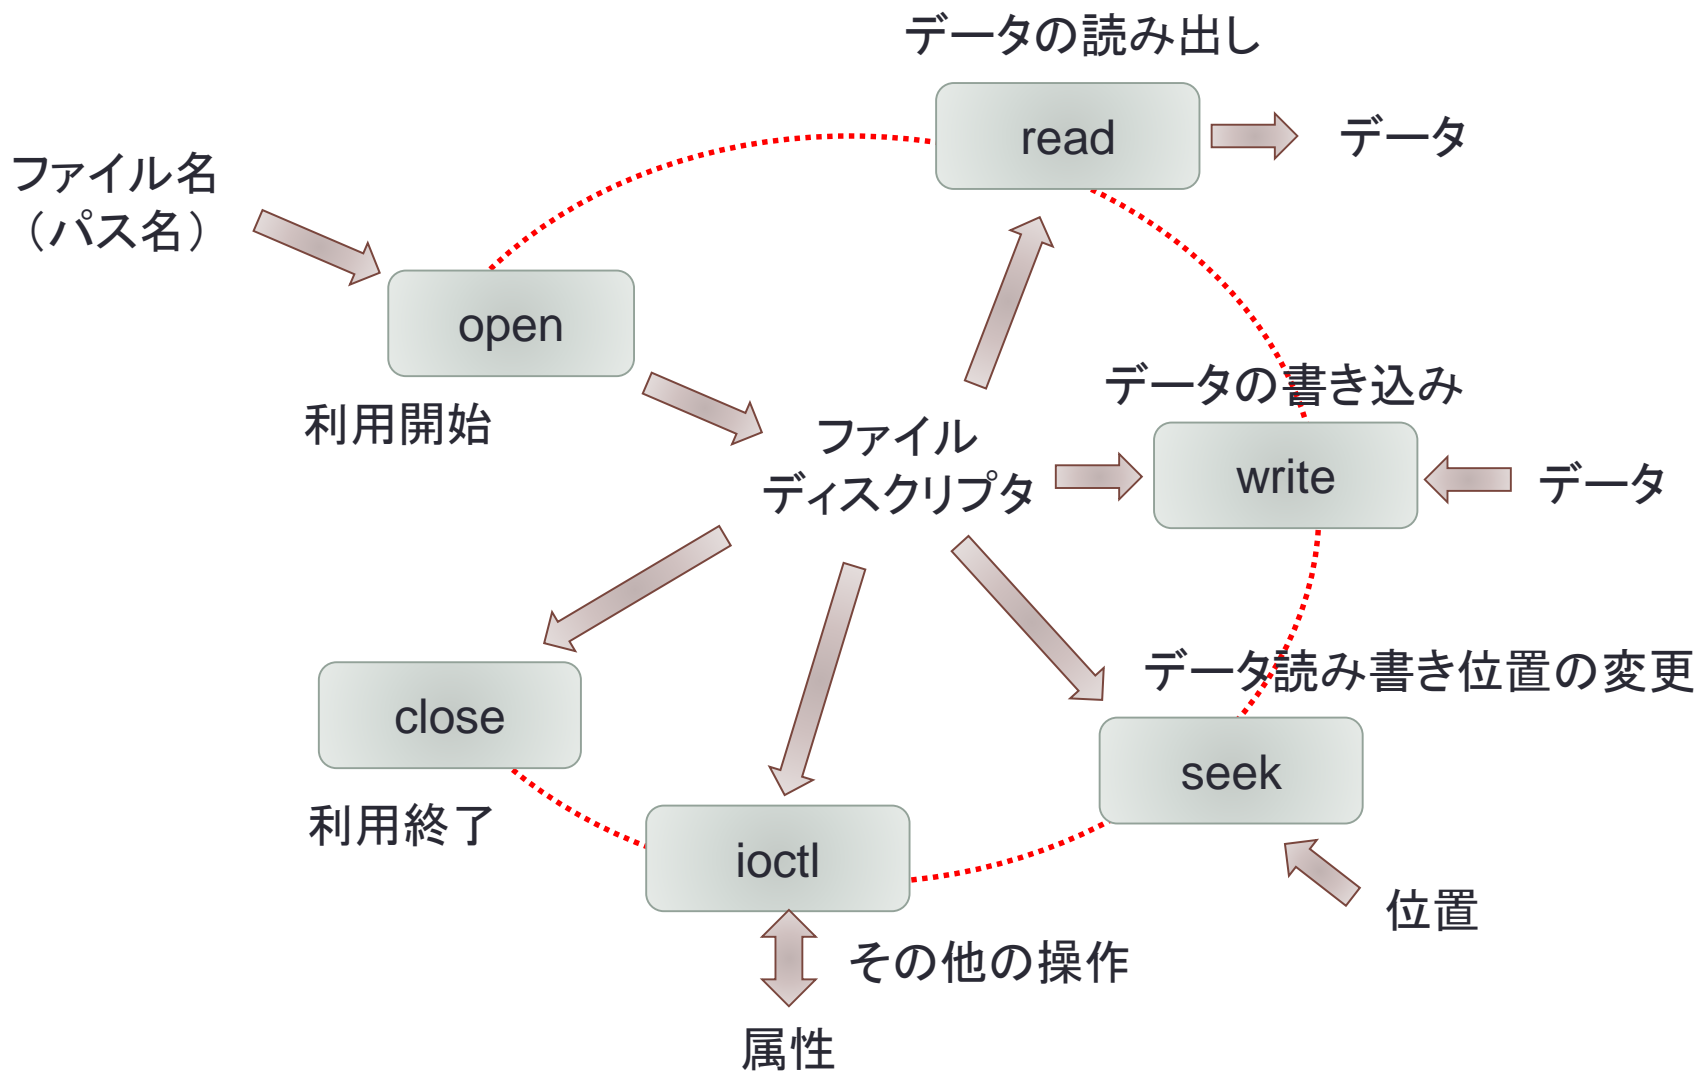 データの読み出し
read
データ
ファイル名
（パス名）
open
利用開始
データの書き込み
ファイル
ディスクリプタ
write
データ
データ読み書き位置の変更
close
seek
利用終了
ioctl
位置
その他の操作
属性